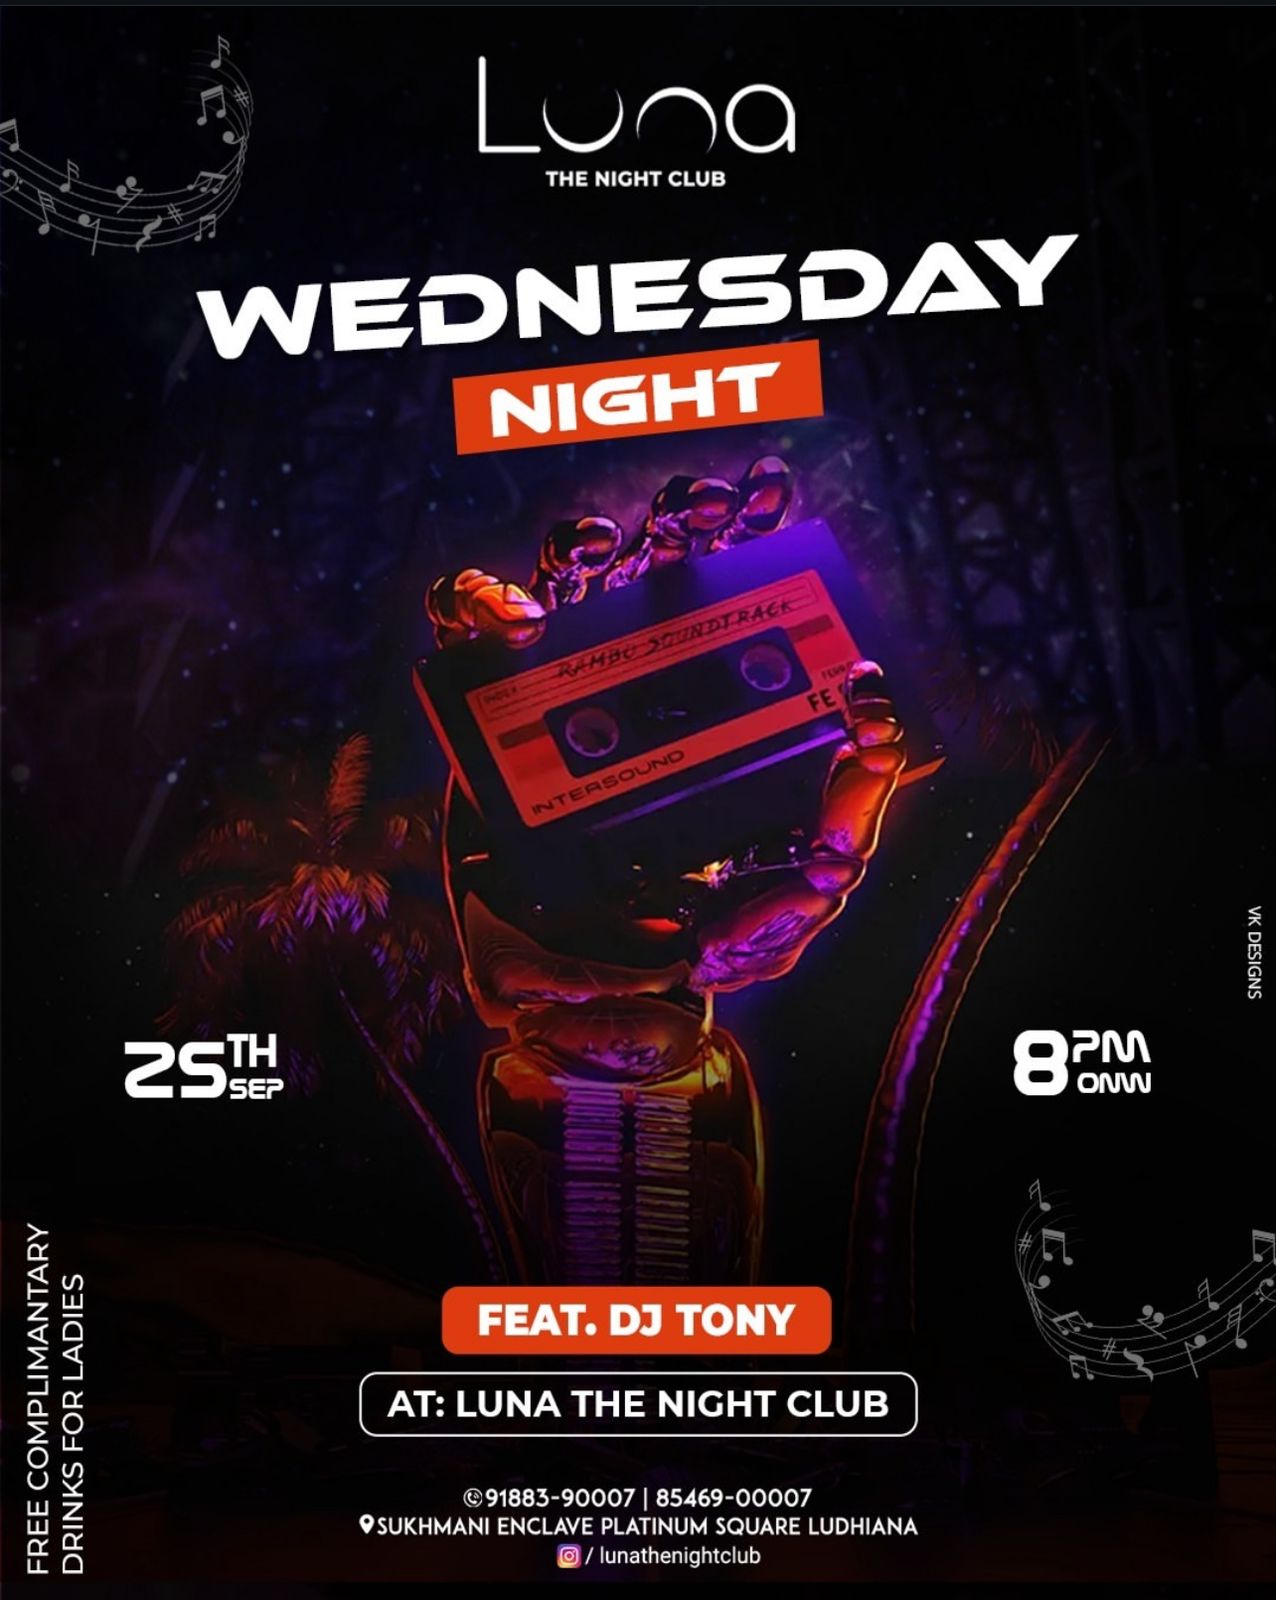 Luna
THE NIGHT CLUB
WEDNESDAY
NIGHT
INDEX
RAMBO SOUNDTRACK
FE
INTERSOUND
VK DESIGNS
25TH
SEP
8PM
ONW
FREE COMPLIMANTARY
DRINKS FOR LADIES
FEAT. DJ TONY
AT: LUNA THE NIGHT CLUB
91883-90007 | 85469-00007
SUKHMANI ENCLAVE PLATINUM SQUARE LUDHIANA
/ lunathenightclub